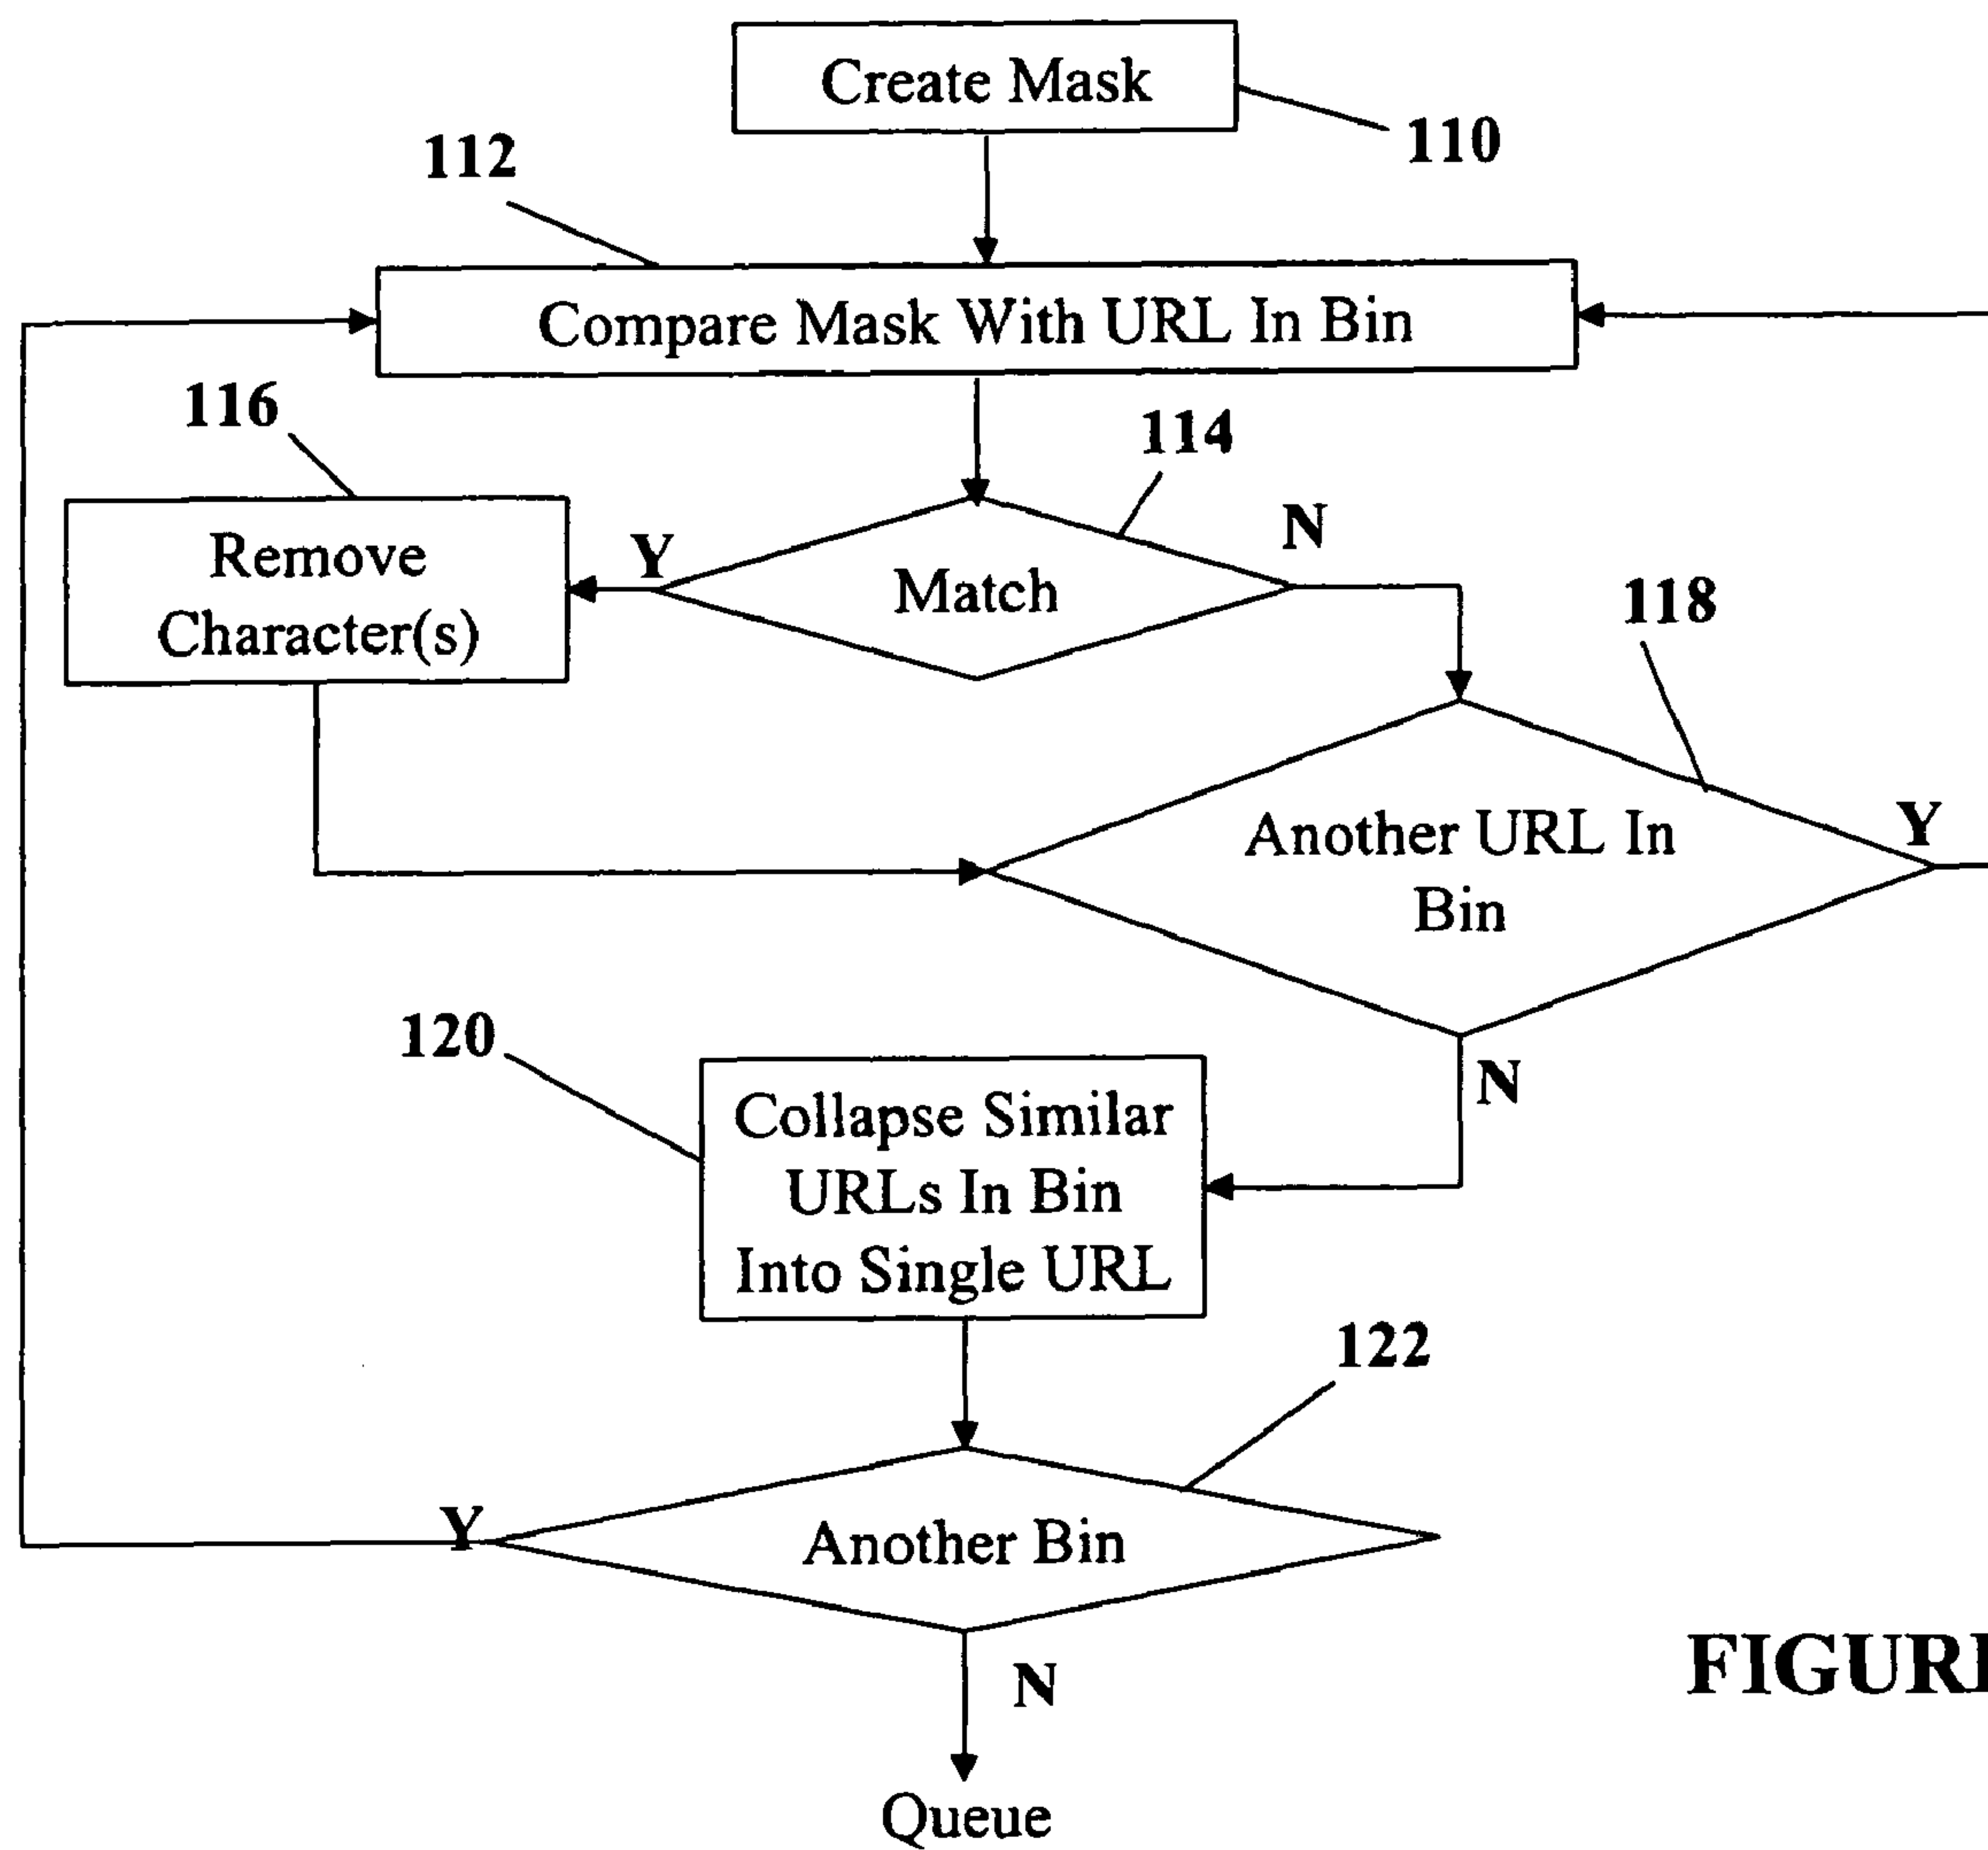 Create Mask
110
112
Compare Mask With URL In Bin
116
114
Remove
Character(s)
Y
Match
N
118
Another URL In
Bin
Y
120
N
Collapse Similar
URLs In Bin
Into Single URL
122
Y
Another Bin
N
FIGURE
Queue